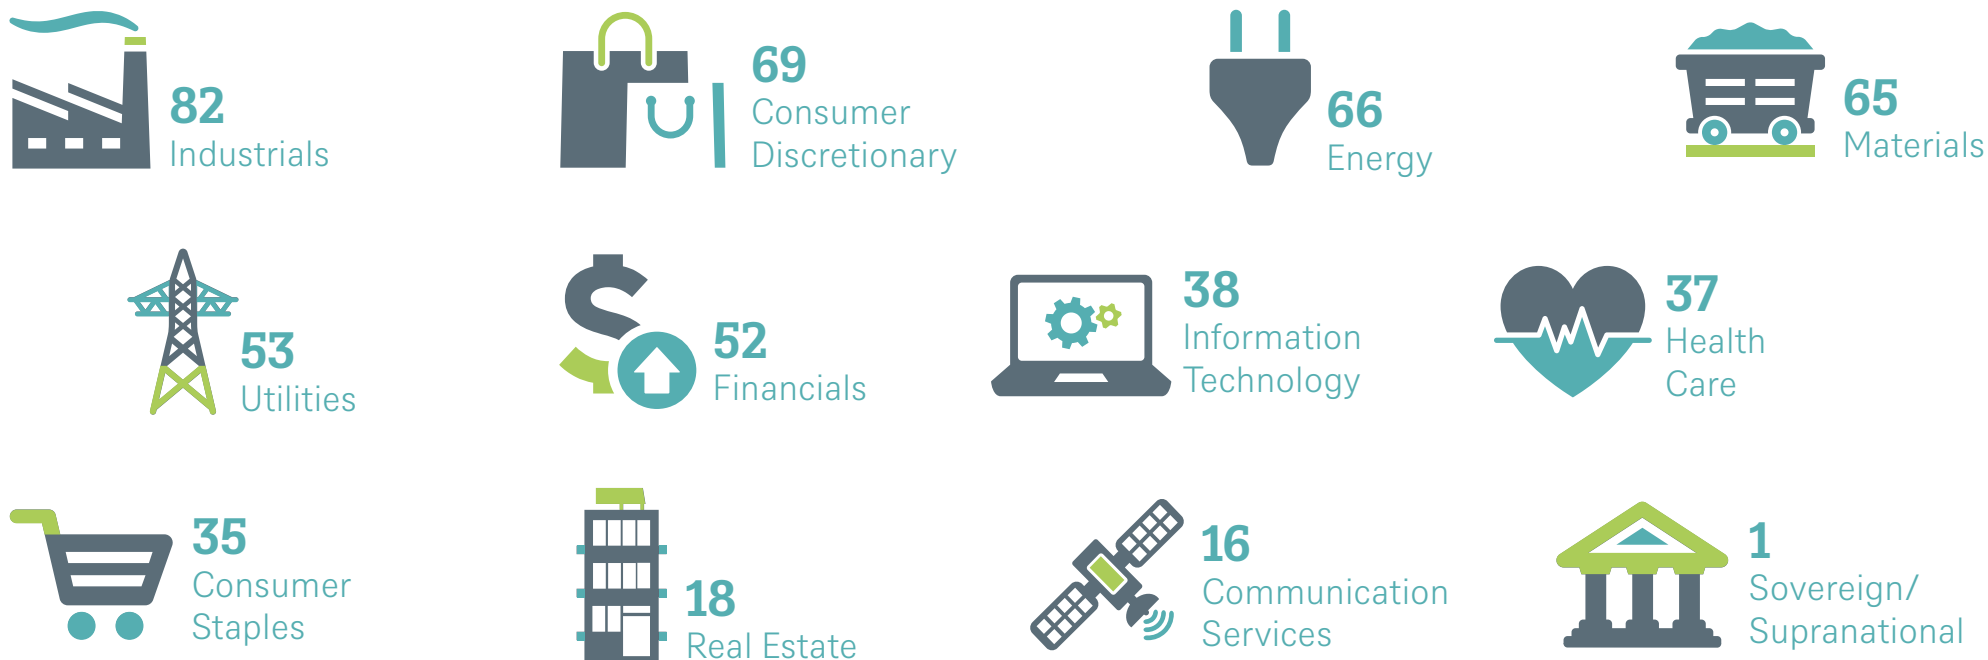 82
Industrials
69
Consumer
Discretionary
66
Energy
65
Materials
53
Utilities
52
Financials
38
Information
Technology
37
Health
Care
35
Consumer
Staples
18
Real Estate
16
Communication
Services
1
Sovereign/
Supranational